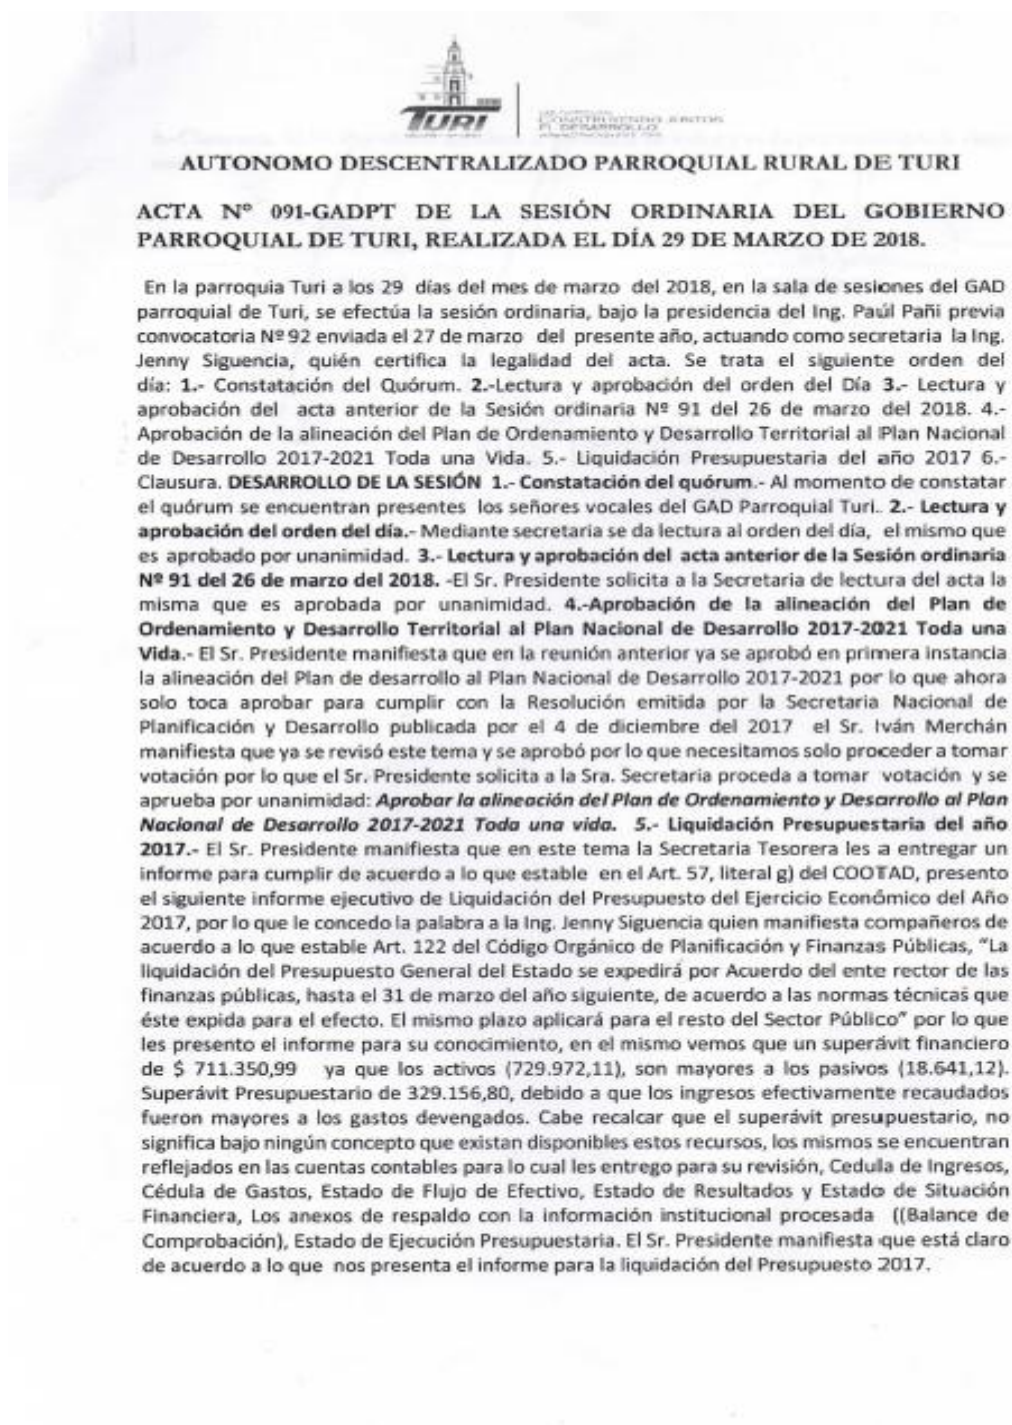 TURI
CONSTRUYENDO JUNTOS
EL DESARROLLO
AUTONOMO DESCENTRALIZADO PARROQUIAL RURAL DE TURI
ACTA Nº 091-GADPT DE LA SESIÓN ORDINARIA DEL GOBIERNO
PARROQUIAL DE TURI, REALIZADA EL DÍA 29 DE MARZO DE 2018.
En la parroquia Turi a los 29 días del mes de marzo del 2018, en la sala de sesiones del GAD
parroquial de Turi, se efectúa la sesión ordinaria, bajo la presidencia del Ing. Paúl Pañi previa
convocatoria Nº 92 enviada el 27 de marzo del presente año, actuando como secretaria la Ing.
Jenny Siguencia, quién certifica la legalidad del acta. Se trata el siguiente orden del
día: 1.- Constatación del Quórum. 2.-Lectura y aprobación del orden del Día 3.- Lectura y
aprobación del acta anterior de la Sesión ordinaria Nº 91 del 26 de marzo del 2018. 4.-
Aprobación de la alineación del Plan de Ordenamiento y Desarrollo Territorial al Plan Nacional
de Desarrollo 2017-2021 Toda una Vida. 5.- Liquidación Presupuestaria del año 2017 6.-
Clausura. DESARROLLO DE LA SESIÓN 1.- Constatación del quórum.- Al momento de constatar
el quórum se encuentran presentes los señores vocales del GAD Parroquial Turi. 2.- Lectura y
aprobación del orden del día.- Mediante secretaria se da lectura al orden del día, el mismo que
es aprobado por unanimidad. 3.- Lectura y aprobación del acta anterior de la Sesión ordinaria
Nº 91 del 26 de marzo del 2018. -El Sr. Presidente solicita a la Secretaria de lectura del acta la
misma que es aprobada por unanimidad. 4.-Aprobación de la alineación del Plan de
Ordenamiento y Desarrollo Territorial al Plan Nacional de Desarrollo 2017-2021 Toda una
Vida.- El Sr. Presidente manifiesta que en la reunión anterior ya se aprobó en primera instancia
la alineación del Plan de desarrollo al Plan Nacional de Desarrollo 2017-2021 por lo que ahora
solo toca aprobar para cumplir con la Resolución emitida por la Secretaria Nacional de
Planificación y Desarrollo publicada por el 4 de diciembre del 2017 el Sr. Iván Merchán
manifiesta que ya se revisó este tema y se aprobó por lo que necesitamos solo proceder a tomar
votación por lo que el Sr. Presidente solicita a la Sra. Secretaria proceda a tomar votación y se
aprueba por unanimidad: Aprobar la alineación del Plan de Ordenamiento y Desarrollo al Plan
Nacional de Desarrollo 2017-2021 Toda una vida. 5.- Liquidación Presupuestaria del año
2017.- El Sr. Presidente manifiesta que en este tema la Secretaria Tesorera les a entregar un
informe para cumplir de acuerdo a lo que estable en el Art. 57, literal g) del COOTAD, presento
el siguiente informe ejecutivo de Liquidación del Presupuesto del Ejercicio Económico del Año
2017, por lo que le concedo la palabra a la Ing. Jenny Siguencia quien manifiesta compañeros de
acuerdo a lo que estable Art. 122 del Código Orgánico de Planificación y Finanzas Públicas, "La
liquidación del Presupuesto General del Estado se expedirá por Acuerdo del ente rector de las
finanzas públicas, hasta el 31 de marzo del año siguiente, de acuerdo a las normas técnicas que
éste expida para el efecto. El mismo plazo aplicará para el resto del Sector Público" por lo que
les presento el informe para su conocimiento, en el mismo vemos que un superávit financiero
de $ 711.350,99 ya que los activos (729.972,11), son mayores a los pasivos (18.641,12).
Superávit Presupuestario de 329.156,80, debido a que los ingresos efectivamente recaudados
fueron mayores a los gastos devengados. Cabe recalcar que el superávit presupuestario, no
significa bajo ningún concepto que existan disponibles estos recursos, los mismos se encuentran
reflejados en las cuentas contables para lo cual les entrego para su revisión, Cedula de Ingresos,
Cédula de Gastos, Estado de Flujo de Efectivo, Estado de Resultados y Estado de Situación
Financiera, Los anexos de respaldo con la información institucional procesada ((Balance de
Comprobación), Estado de Ejecución Presupuestaria. El Sr. Presidente manifiesta que está claro
de acuerdo a lo que nos presenta el informe para la liquidación del Presupuesto 2017.